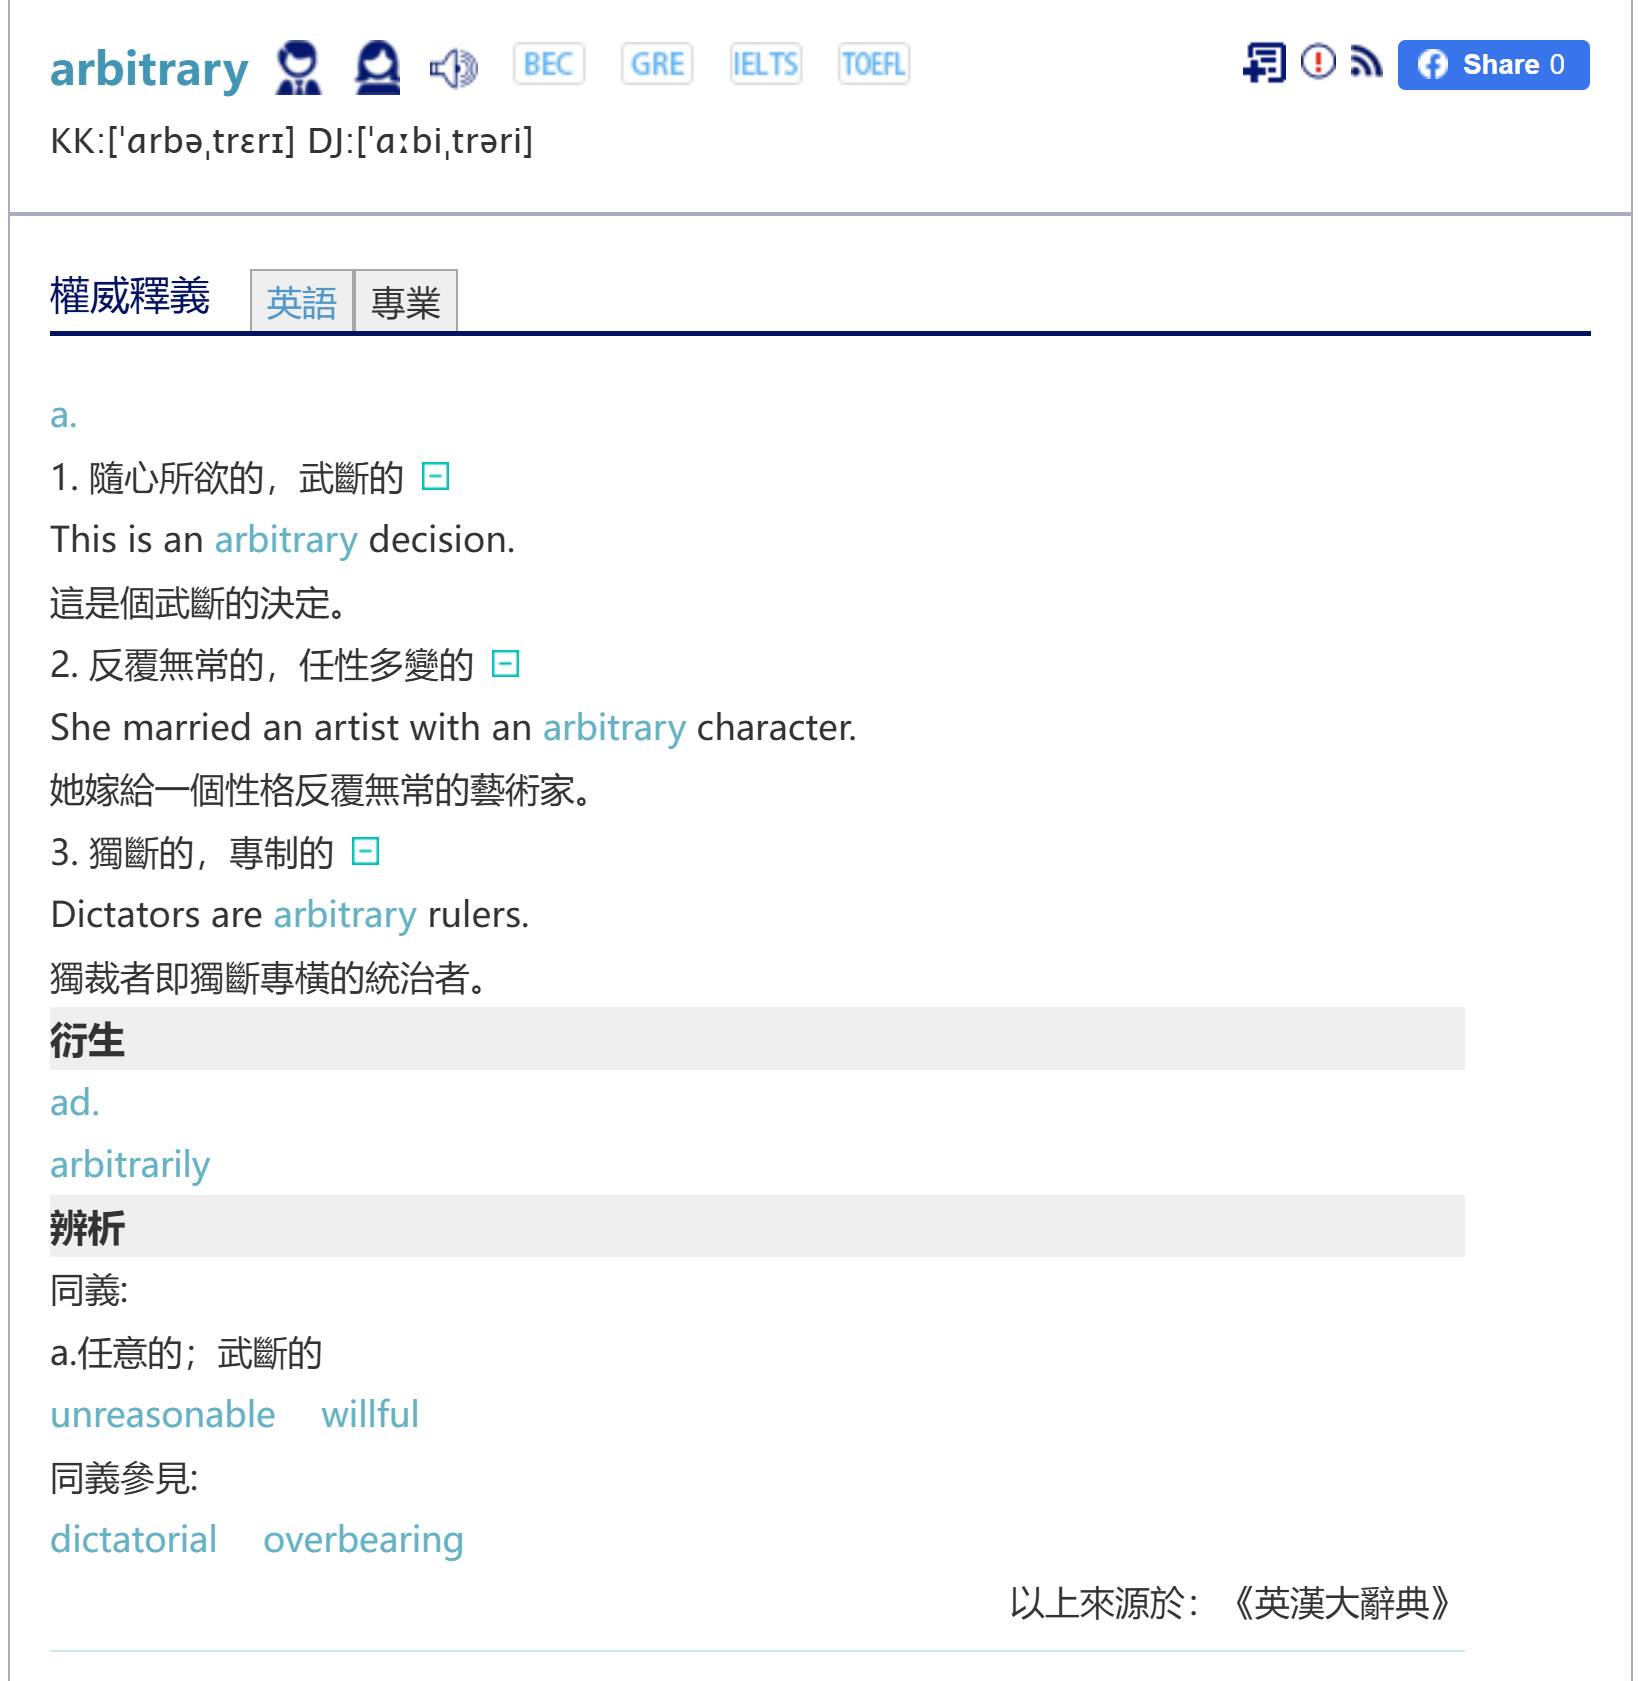 arbitrary BEC GRE IELTS TOEFL Share 0
KK:[ˈɑrbəˌtrɛrɪ] DJ:[ˈɑːbiˌtrəri]
權威釋義 英語 專業
a.
1. 隨心所欲的，武斷的
This is an arbitrary decision.
這是個武斷的決定。
2. 反覆無常的，任性多變的
She married an artist with an arbitrary character.
她嫁給一個性格反覆無常的藝術家。
3. 獨斷的，專制的
Dictators are arbitrary rulers.
獨裁者即獨斷專橫的統治者。
衍生
ad.
arbitrarily
辨析
同義:
a.任意的；武斷的
unreasonable willful
同義參見:
dictatorial overbearing
以上來源於：《英漢大辭典》